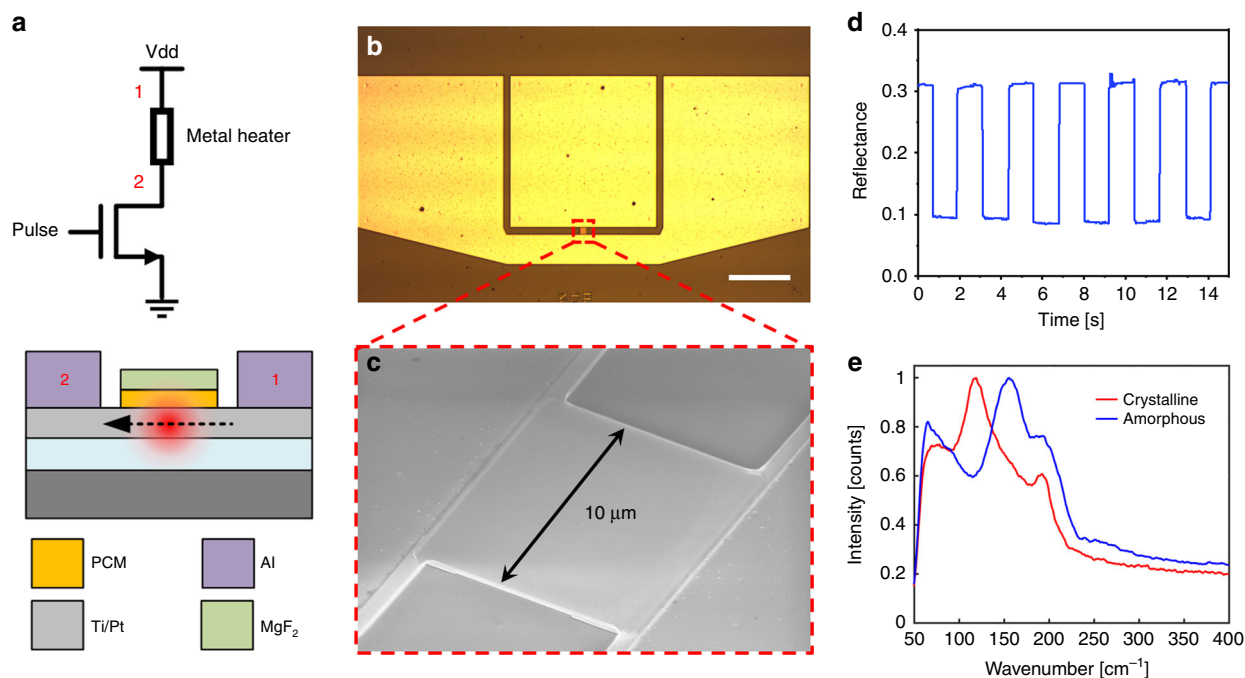 a
Vdd
1
Metal heater
2
Pulse
2
1
PCM
Al
Ti/Pt
MgF₂
b
c
10 μm
d
Reflectance
0.4
0.3
0.2
0.1
0.0
0 2 4 6 8 10 12 14
Time [s]
e
Intensity [counts]
1
0.8
0.6
0.4
0.2
0
Crystalline
Amorphous
50 100 150 200 250 300 350 400
Wavenumber [cm⁻¹]